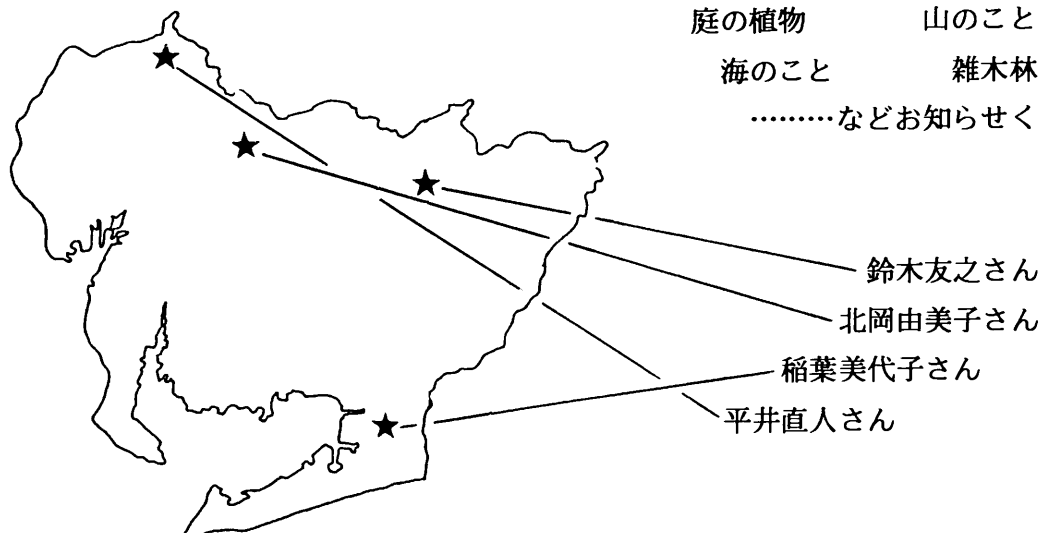 庭の植物 山のこと
海のこと 雑木林
………などお知らせく
鈴木友之さん
北岡由美子さん
稲葉美代子さん
平井直人さん